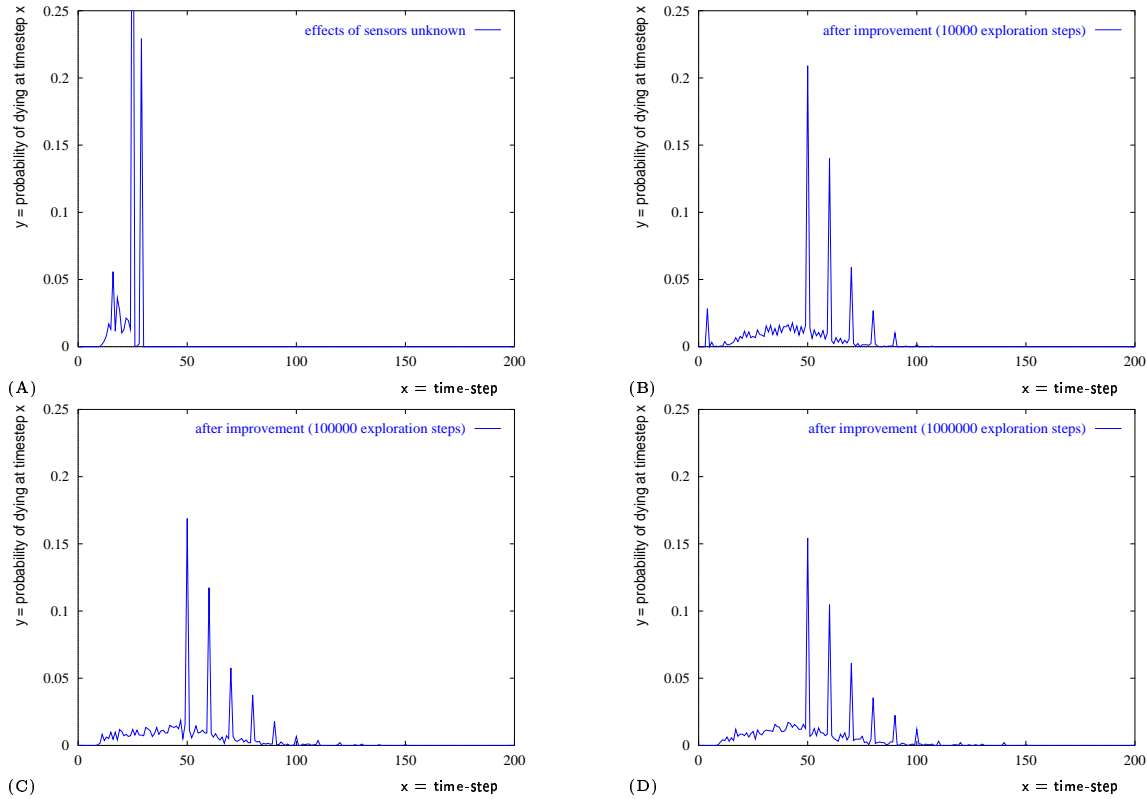 y = probability of dying at timestep x
0.25
0.2
0.15
0.1
0.05
0
effects of sensors unknown
0 50 100 150 200
(A) x = time-step
y = probability of dying at timestep x
0.25
0.2
0.15
0.1
0.05
0
after improvement (10000 exploration steps)
0 50 100 150 200
(B) x = time-step
y = probability of dying at timestep x
0.25
0.2
0.15
0.1
0.05
0
after improvement (100000 exploration steps)
0 50 100 150 200
(C) x = time-step
y = probability of dying at timestep x
0.25
0.2
0.15
0.1
0.05
0
after improvement (1000000 exploration steps)
0 50 100 150 200
(D) x = time-step